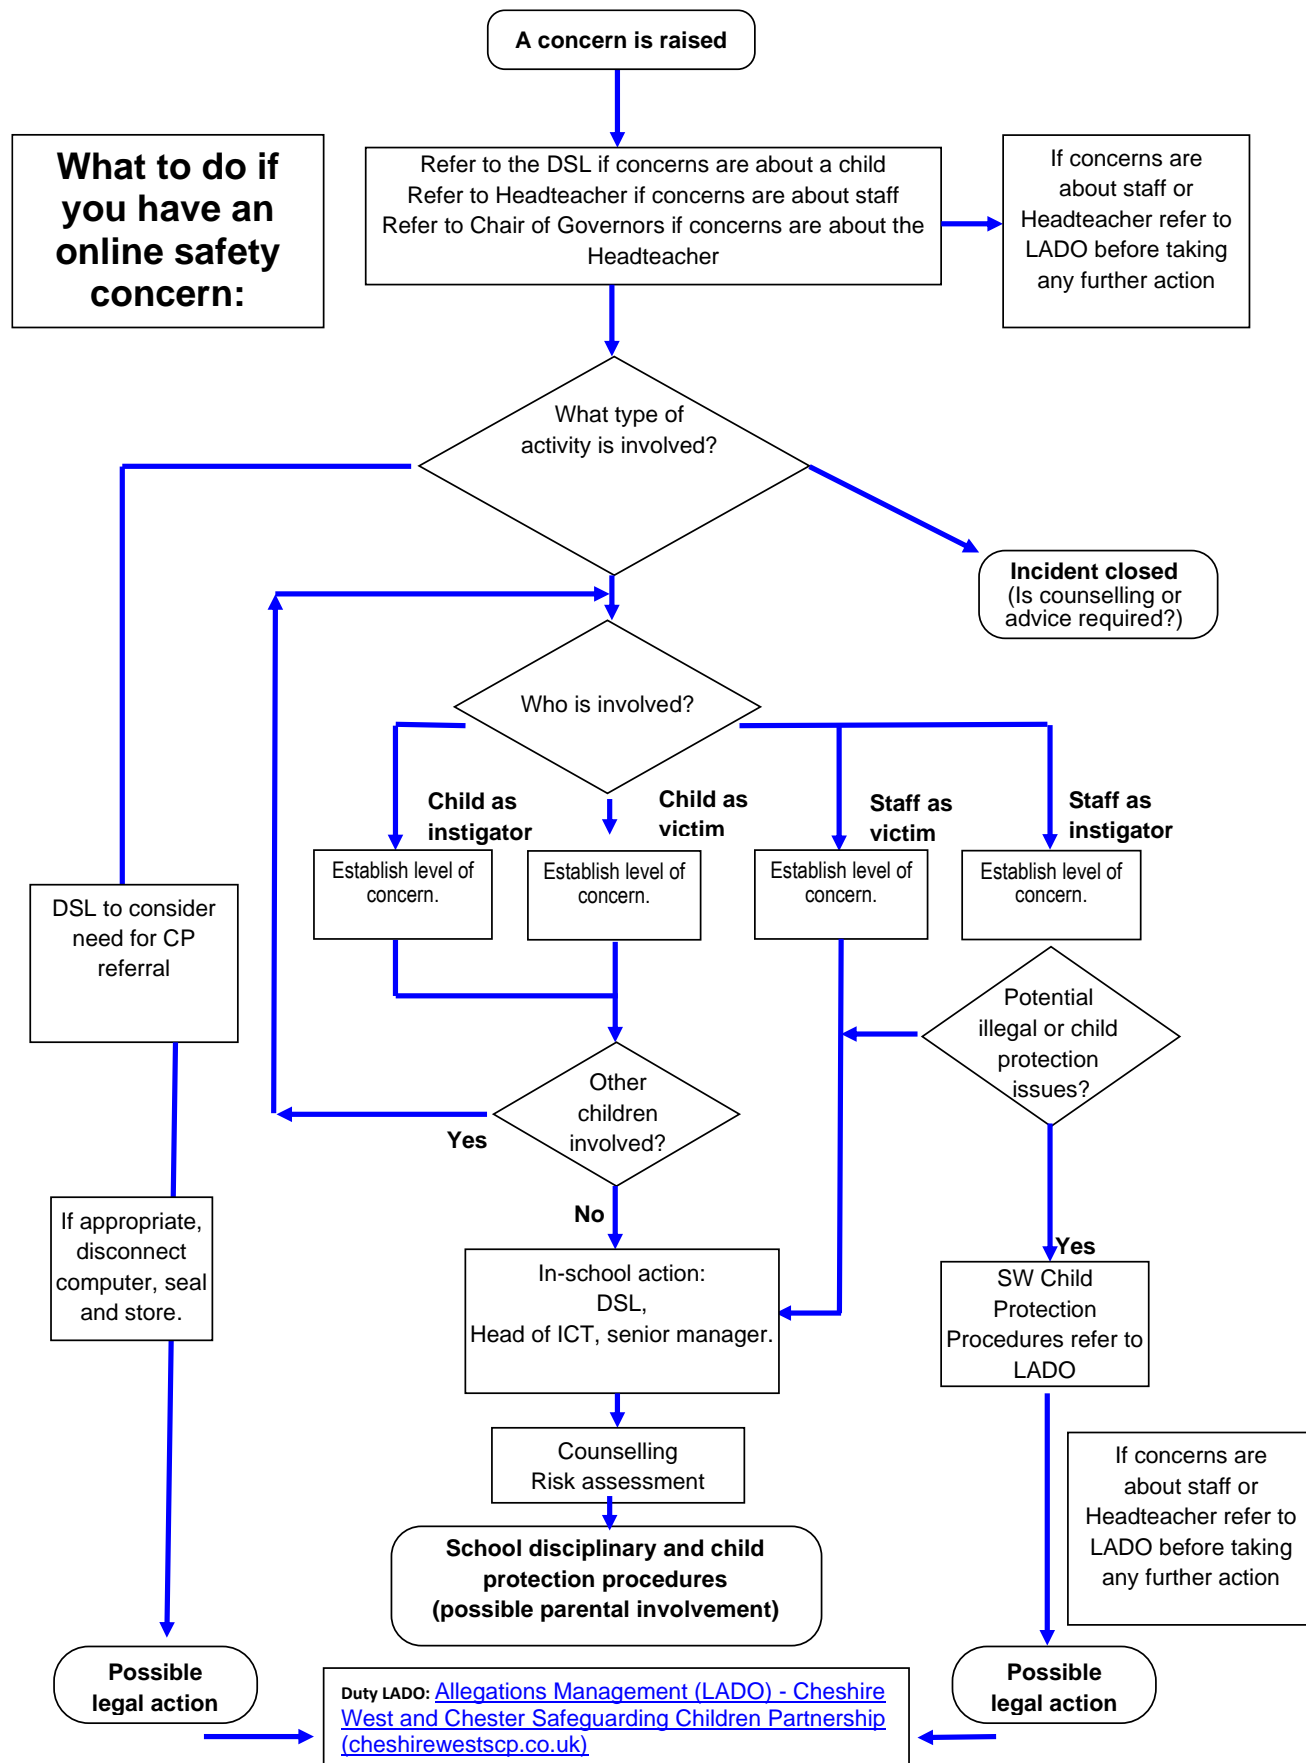 A concern is raised
What to do if
you have an
online safety
concern:
Refer to the DSL if concerns are about a child
Refer to Headteacher if concerns are about staff
Refer to Chair of Governors if concerns are about the
Headteacher
If concerns are
about staff or
Headteacher refer to
LADO before taking
any further action
What type of
activity is involved?
Incident closed
(Is counselling or
advice required?)
Who is involved?
Child as
instigator
Child as
victim
Staff as
victim
Staff as
instigator
Establish level of
concern.
Establish level of
concern.
Establish level of
concern.
Establish level of
concern.
DSL to consider
need for CP
referral
Potential
illegal or child
protection
issues?
Other
children
involved?
Yes
No
If appropriate,
disconnect
computer, seal
and store.
In-school action:
DSL,
Head of ICT, senior manager.
Yes
SW Child
Protection
Procedures refer to
LADO
Counselling
Risk assessment
If concerns are
about staff or
Headteacher refer to
LADO before taking
any further action
School disciplinary and child
protection procedures
(possible parental involvement)
Possible
legal action
Possible
legal action
Duty LADO: Allegations Management (LADO) - Cheshire
West and Chester Safeguarding Children Partnership
(cheshirewestscp.co.uk)